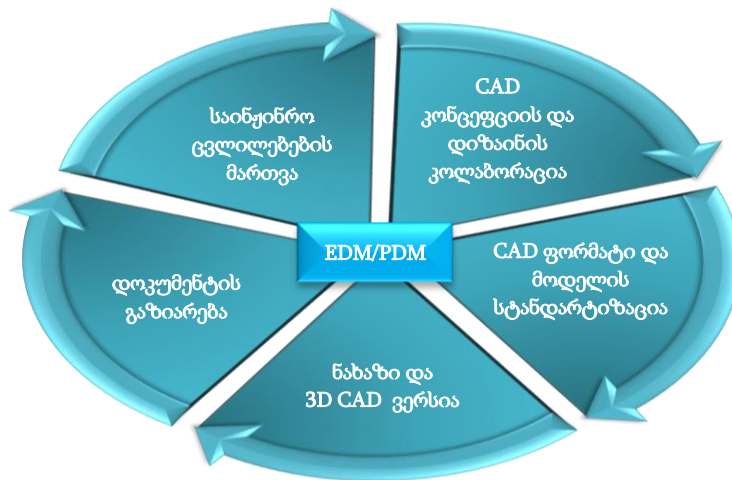 საინჟინრო
ცვლილებების
მართვა
CAD
კონცეფციის და
დიზაინის
კოლაბორაცია
EDM/PDM
CAD ფორმატი და
მოდელის
სტანდარტიზაცია
დოკუმენტის
გაზიარება
ნახაზი და
3D CAD ვერსია